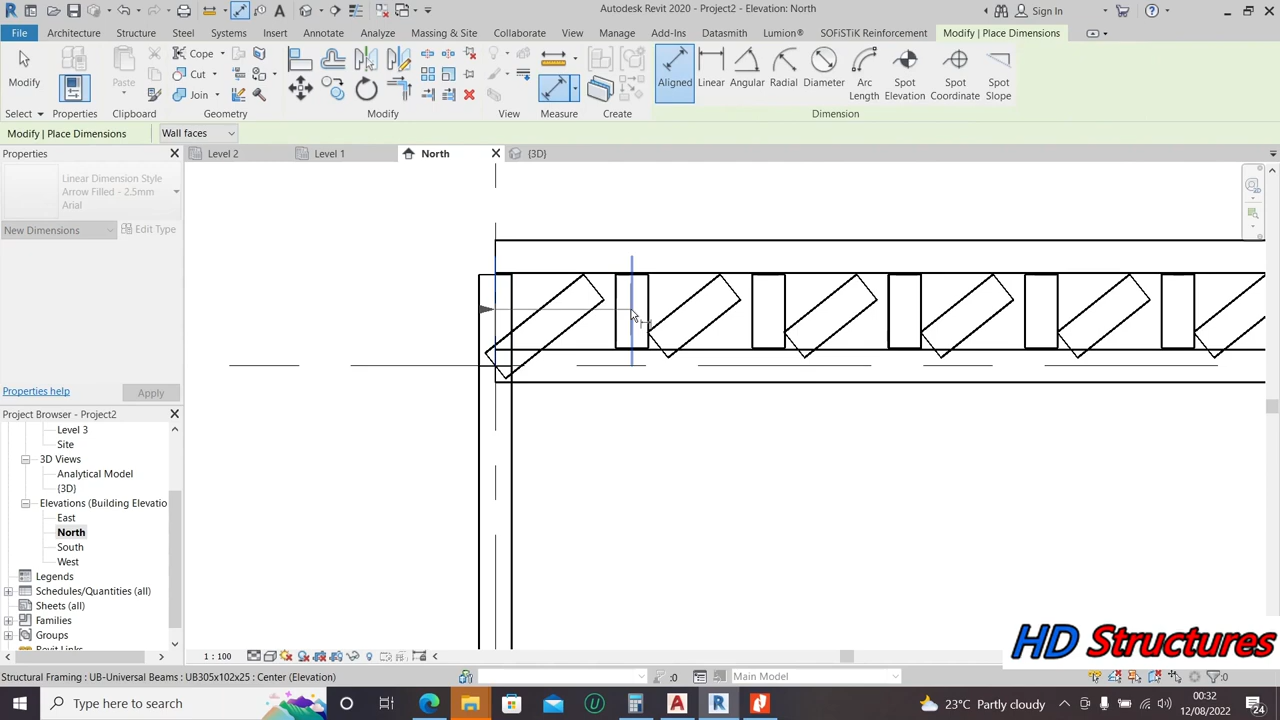 Autodesk Revit 2020 - Project2 - Elevation: North
Sign In
File Architecture Structure Steel Systems Insert Annotate Analyze Massing & Site Collaborate View Manage Add-Ins Datasmith Lumion® SOFiSTiK Reinforcement Modify | Place Dimensions
Modify
Paste
Cope
Cut
Join
Aligned Linear Angular Radial Diameter Arc Length Spot Elevation Spot Coordinate Spot Slope
Select Properties Clipboard Geometry Modify View Measure Create Dimension
Modify | Place Dimensions Wall faces
Properties
Level 2 Level 1 North {3D}
Linear Dimension Style
Arrow Filled - 2.5mm
Arial
New Dimensions Edit Type
Properties help Apply
Project Browser - Project2
Level 3
Site
3D Views
Analytical Model
{3D}
Elevations (Building Elevatio
East
North
South
West
Legends
Schedules/Quantities (all)
Sheets (all)
Families
Groups
Revit Links
1 : 100
HD Structures
Structural Framing : UB-Universal Beams : UB305x102x25 : Center (Elevation)
:0 Main Model :0
Type here to search
23°C Partly cloudy
00:32
12/08/2022
24